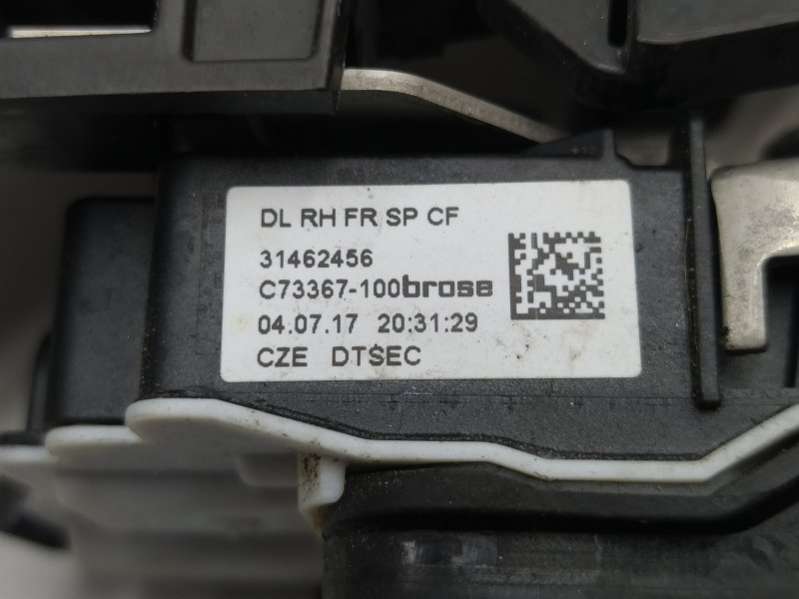 DL RH FR SP CF
31462456
C73367-100brose
04.07.17 20:31:29
CZE DTSEC